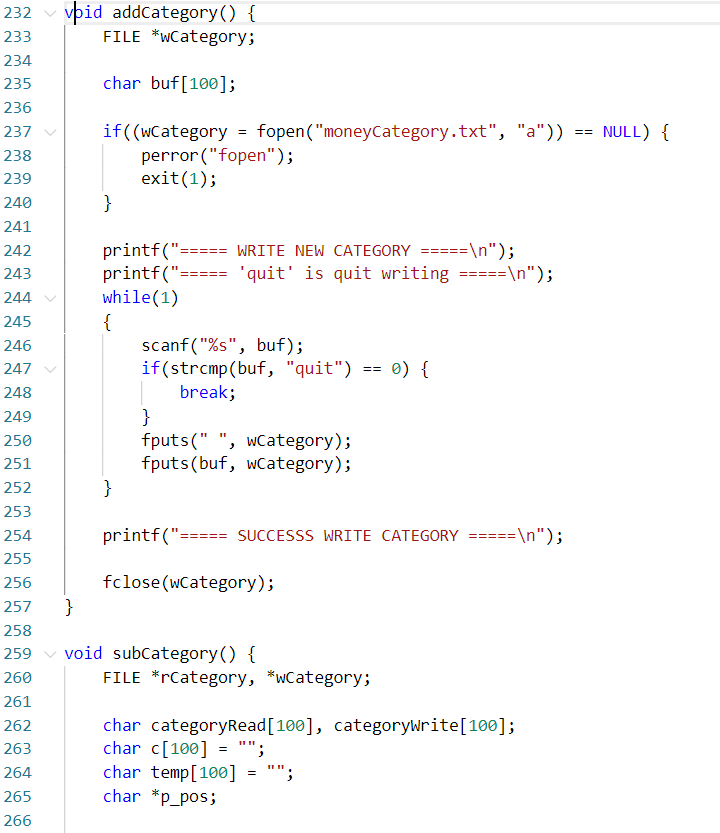 232 void addCategory() {
233 FILE *wCategory;
234
235 char buf[100];
236
237 if((wCategory = fopen("moneyCategory.txt", "a")) == NULL) {
238 perror("fopen");
239 exit(1);
240 }
241
242 printf("===== WRITE NEW CATEGORY =====\n");
243 printf("===== 'quit' is quit writing =====\n");
244 while(1)
245 {
246 scanf("%s", buf);
247 if(strcmp(buf, "quit") == 0) {
248 break;
249 }
250 fputs(" ", wCategory);
251 fputs(buf, wCategory);
252 }
253
254 printf("===== SUCCESSS WRITE CATEGORY =====\n");
255
256 fclose(wCategory);
257 }
258
259 void subCategory() {
260 FILE *rCategory, *wCategory;
261
262 char categoryRead[100], categoryWrite[100];
263 char c[100] = "";
264 char temp[100] = "";
265 char *p_pos;
266